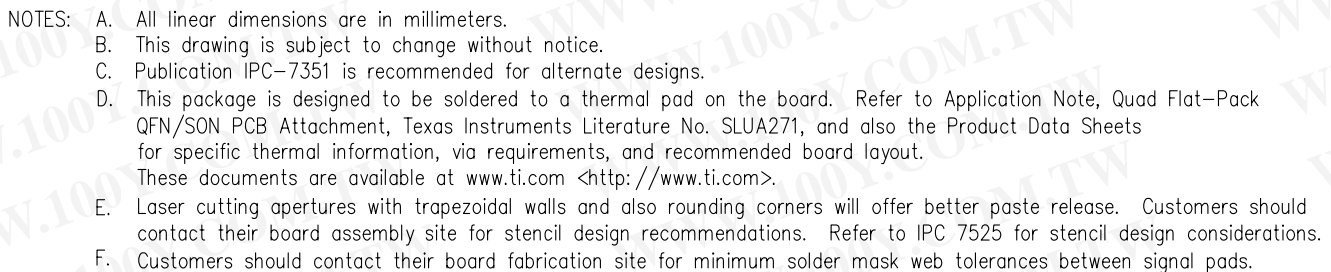 NOTES: A. All linear dimensions are in millimeters.
B. This drawing is subject to change without notice.
C. Publication IPC-7351 is recommended for alternate designs.
D. This package is designed to be soldered to a thermal pad on the board. Refer to Application Note, Quad Flat-Pack
QFN/SON PCB Attachment, Texas Instruments Literature No. SLUA271, and also the Product Data Sheets
for specific thermal information, via requirements, and recommended board layout.
These documents are available at www.ti.com <http://www.ti.com>.
E. Laser cutting apertures with trapezoidal walls and also rounding corners will offer better paste release. Customers should
contact their board assembly site for stencil design recommendations. Refer to IPC 7525 for stencil design considerations.
F. Customers should contact their board fabrication site for minimum solder mask web tolerances between signal pads.